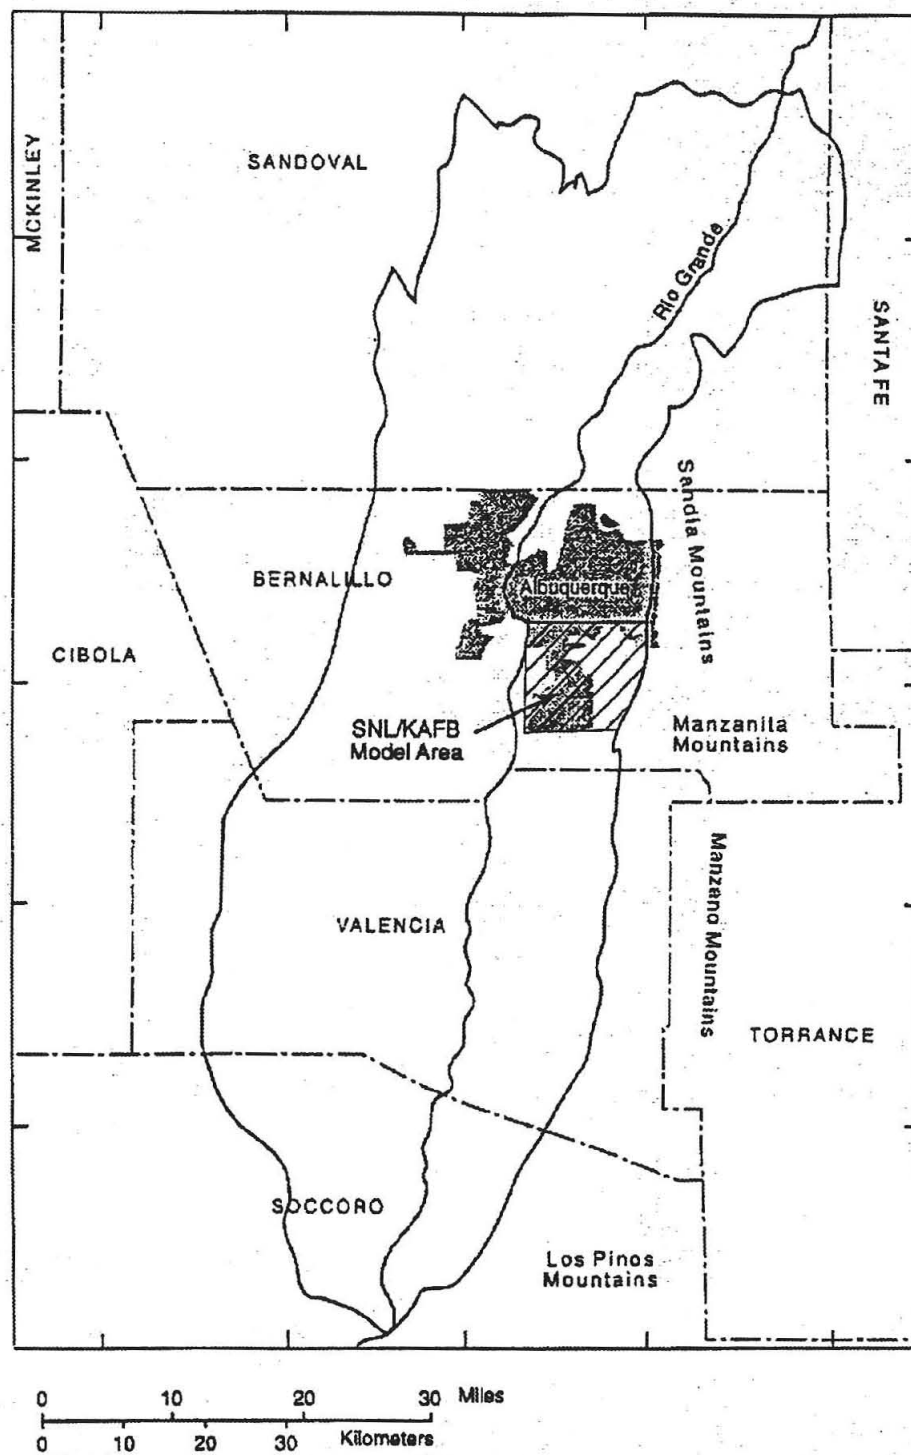 MCKINLEY
SANDOVAL
Rio Grande
SANTA FE
Sandia Mountains
BERNALILLO
Albuquerque
CIBOLA
SNL/KAFB
Model Area
Manzanita
Mountains
VALENCIA
Manzano Mountains
TORRANCE
SOCCORO
Los Pinos
Mountains
0 10 20 30 Miles
0 10 20 30 Kilometers